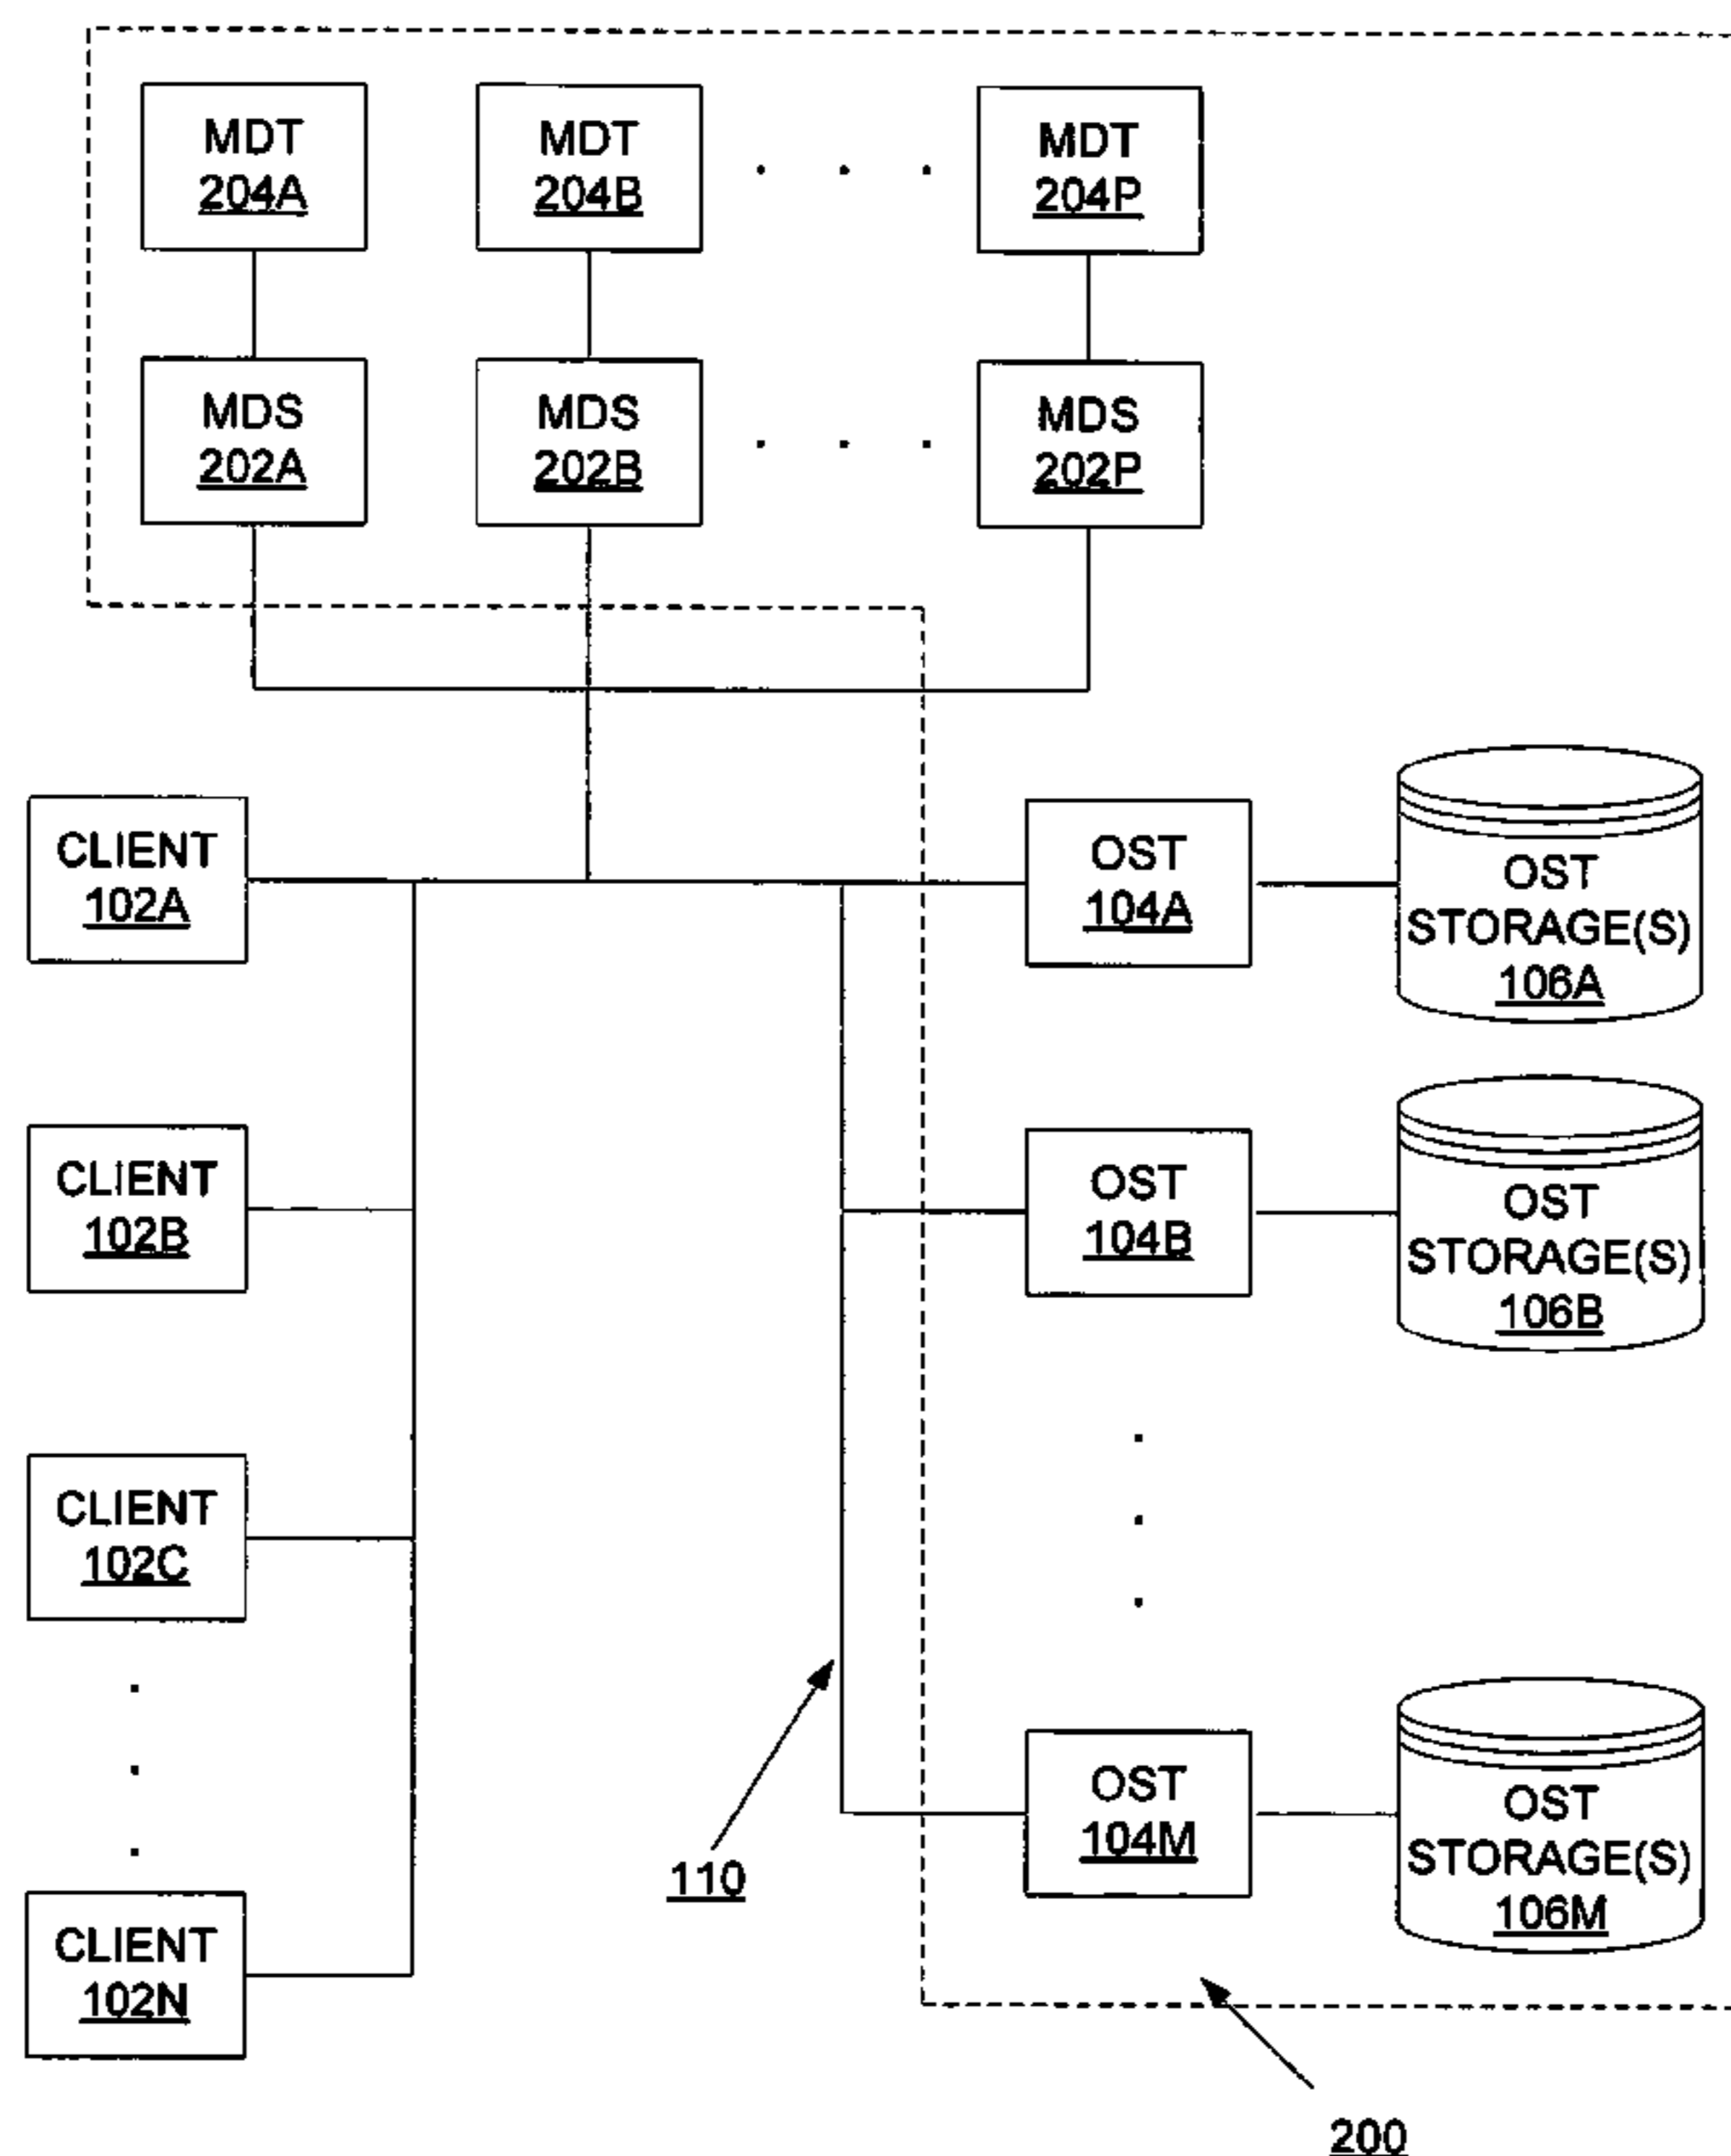 MDT
204A
MDT
204B
MDT
204P
MDS
202A
MDS
202B
MDS
202P
CLIENT
102A
OST
104A
OST
STORAGE(S)
106A
CLIENT
102B
OST
104B
OST
STORAGE(S)
106B
CLIENT
102C
110
OST
104M
OST
STORAGE(S)
106M
CLIENT
102N
200